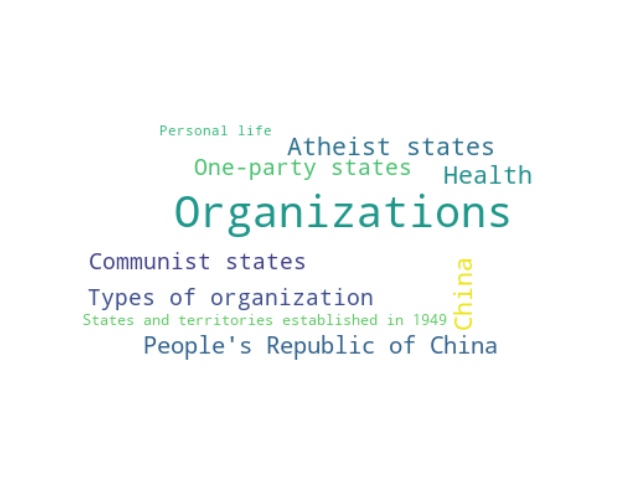 Personal life
Atheist states
One-party states
Health
Organizations
Communist states
China
Types of organization
States and territories established in 1949
People's Republic of China